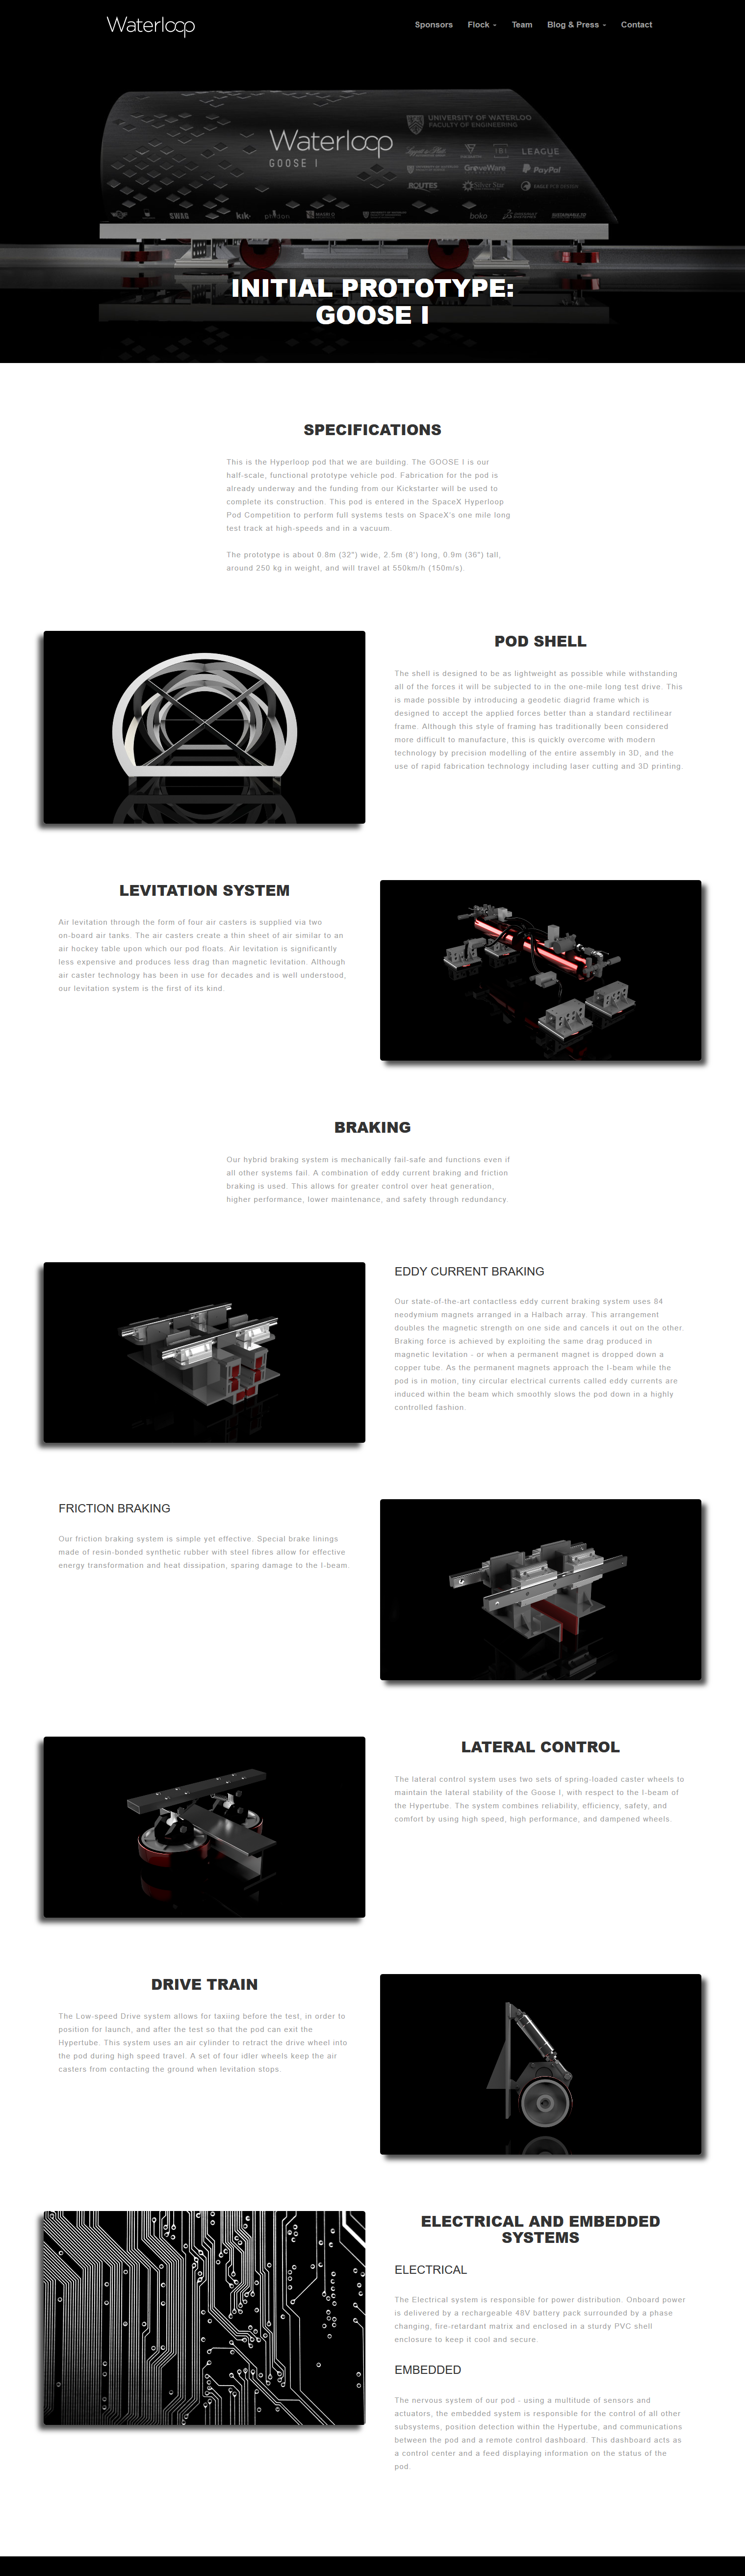 Waterloop
Sponsors Flock Team Blog & Press Contact
UNIVERSITY OF WATERLOO
FACULTY OF ENGINEERING
Waterloop
GOOSE I
LEAGUE
GroveWare
PayPal
ROUTES
SilverStar
EAGLE PCB DESIGN
SWAG
kik
boko
INITIAL PROTOTYPE:
GOOSE I
SPECIFICATIONS
This is the Hyperloop pod that we are building. The GOOSE I is our
half-scale, functional prototype vehicle pod. Fabrication for the pod is
already underway and the funding from our Kickstarter will be used to
complete its construction. This pod is entered in the SpaceX Hyperloop
Pod Competition to perform full systems tests on SpaceX's one mile long
test track at high-speeds and in a vacuum.
The prototype is about 0.8m (32") wide, 2.5m (8') long, 0.9m (36") tall,
around 250 kg in weight, and will travel at 550km/h (150m/s).
POD SHELL
The shell is designed to be as lightweight as possible while withstanding
all of the forces it will be subjected to in the one-mile long test drive. This
is made possible by introducing a geodetic diagrid frame which is
designed to accept the applied forces better than a standard rectilinear
frame. Although this style of framing has traditionally been considered
more difficult to manufacture, this is quickly overcome with modern
technology by precision modelling of the entire assembly in 3D, and the
use of rapid fabrication technology including laser cutting and 3D printing.
LEVITATION SYSTEM
Air levitation through the form of four air casters is supplied via two
on-board air tanks. The air casters create a thin sheet of air similar to an
air hockey table upon which our pod floats. Air levitation is significantly
less expensive and produces less drag than magnetic levitation. Although
air caster technology has been in use for decades and is well understood,
our levitation system is the first of its kind.
BRAKING
Our hybrid braking system is mechanically fail-safe and functions even if
all other systems fail. A combination of eddy current braking and friction
braking is used. This allows for greater control over heat generation,
higher performance, lower maintenance, and safety through redundancy.
EDDY CURRENT BRAKING
Our state-of-the-art contactless eddy current braking system uses 84
neodymium magnets arranged in a Halbach array. This arrangement
doubles the magnetic strength on one side and cancels it out on the other.
Braking force is achieved by exploiting the same drag produced in
magnetic levitation - or when a permanent magnet is dropped down a
copper tube. As the permanent magnets approach the I-beam while the
pod is in motion, tiny circular electrical currents called eddy currents are
induced within the beam which smoothly slows the pod down in a highly
controlled fashion.
FRICTION BRAKING
Our friction braking system is simple yet effective. Special brake linings
made of resin-bonded synthetic rubber with steel fibres allow for effective
energy transformation and heat dissipation, sparing damage to the I-beam.
LATERAL CONTROL
The lateral control system uses two sets of spring-loaded caster wheels to
maintain the lateral stability of the Goose I, with respect to the I-beam of
the Hypertube. The system combines reliability, efficiency, safety, and
comfort by using high speed, high performance, and dampened wheels.
DRIVE TRAIN
The Low-speed Drive system allows for taxiing before the test, in order to
position for launch, and after the test so that the pod can exit the
Hypertube. This system uses an air cylinder to retract the drive wheel into
the pod during high speed travel. A set of four idler wheels keep the air
casters from contacting the ground when levitation stops.
ELECTRICAL AND EMBEDDED
SYSTEMS
ELECTRICAL
The Electrical system is responsible for power distribution. Onboard power
is delivered by a rechargeable 48V battery pack surrounded by a phase
changing, fire-retardant matrix and enclosed in a sturdy PVC shell
enclosure to keep it cool and secure.
EMBEDDED
The nervous system of our pod - using a multitude of sensors and
actuators, the embedded system is responsible for the control of all other
subsystems, position detection within the Hypertube, and communications
between the pod and a remote control dashboard. This dashboard acts as
a control center and a feed displaying information on the status of the
pod.